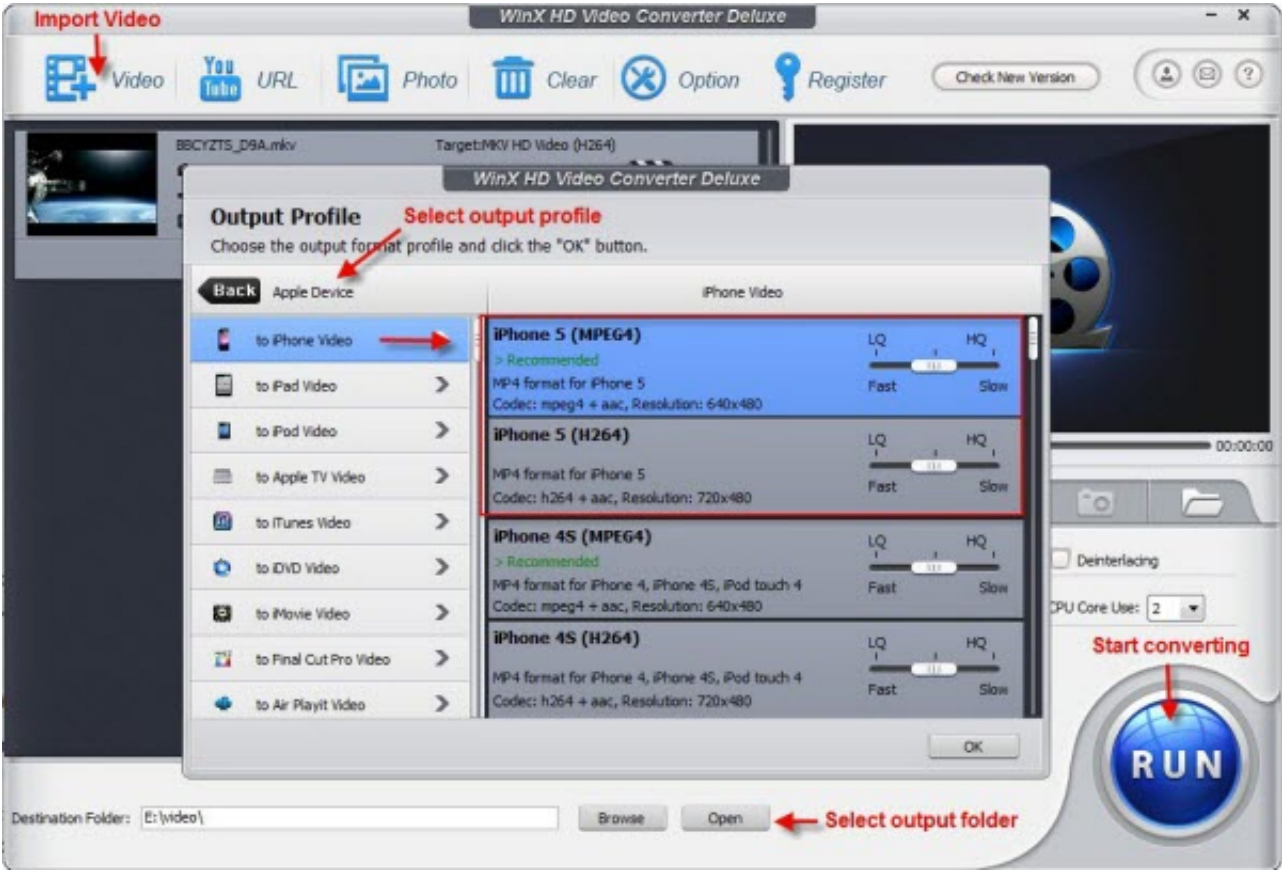 Import Video
WinX HD Video Converter Deluxe
Video
You Tube URL
Photo
Clear
Option
Register
Check New Version
BBCYZTS_D9A.mkv
Target:MKV HD Video (H264)
WinX HD Video Converter Deluxe
Output Profile
Select output profile
Choose the output format profile and click the "OK" button.
Back Apple Device
iPhone Video
to iPhone Video
to iPad Video
to iPod Video
to Apple TV Video
to iTunes Video
to iDVD Video
to iMovie Video
to Final Cut Pro Video
to Air Playit Video
iPhone 5 (MPEG4)
LQ HQ
> Recommended
MP4 format for iPhone 5
Fast Slow
Codec: mpeg4 + aac, Resolution: 640x480
iPhone 5 (H264)
LQ HQ
MP4 format for iPhone 5
Fast Slow
Codec: h264 + aac, Resolution: 720x480
iPhone 4S (MPEG4)
LQ HQ
> Recommended
MP4 format for iPhone 4, iPhone 4S, iPod touch 4
Fast Slow
Codec: mpeg4 + aac, Resolution: 640x480
iPhone 4S (H264)
LQ HQ
MP4 format for iPhone 4, iPhone 4S, iPod touch 4
Fast Slow
Codec: h264 + aac, Resolution: 720x480
OK
00:00:00
Deinterlacing
CPU Core Use: 2
Start converting
RUN
Destination Folder: E:\video\
Browse
Open
Select output folder